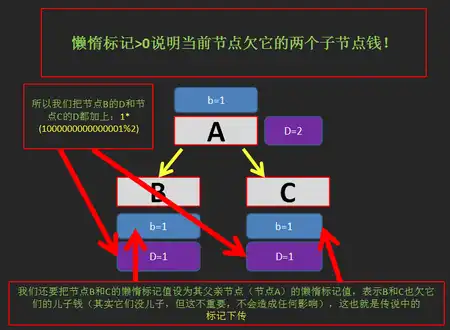 懒惰标记>0说明当前节点欠它的两个子节点钱！
所以我们把节点B的D和节
点C的D都加上：1*
(1000000000000001%2)
b=1
A
D=2
B
C
b=1
b=1
D=1
D=1
我们还要把节点B和C的懒惰标记值设为其父亲节点（节点A）的懒惰标记值，表示B和C也欠它
们的儿子钱（其实它们没儿子，但这不重要，不会造成任何影响），这也就是传说中的
标记下传